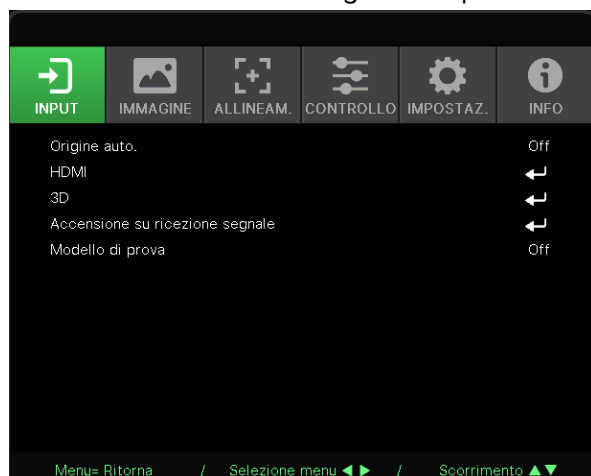 INPUT IMMAGINE ALLINEAM. CONTROLLO IMPOSTAZ. INFO
Origine auto. Off
HDMI
3D
Accensione su ricezione segnale
Modello di prova Off
Menu= Ritorna / Selezione menu ◀ ▶ / Scorrimento ▲▼